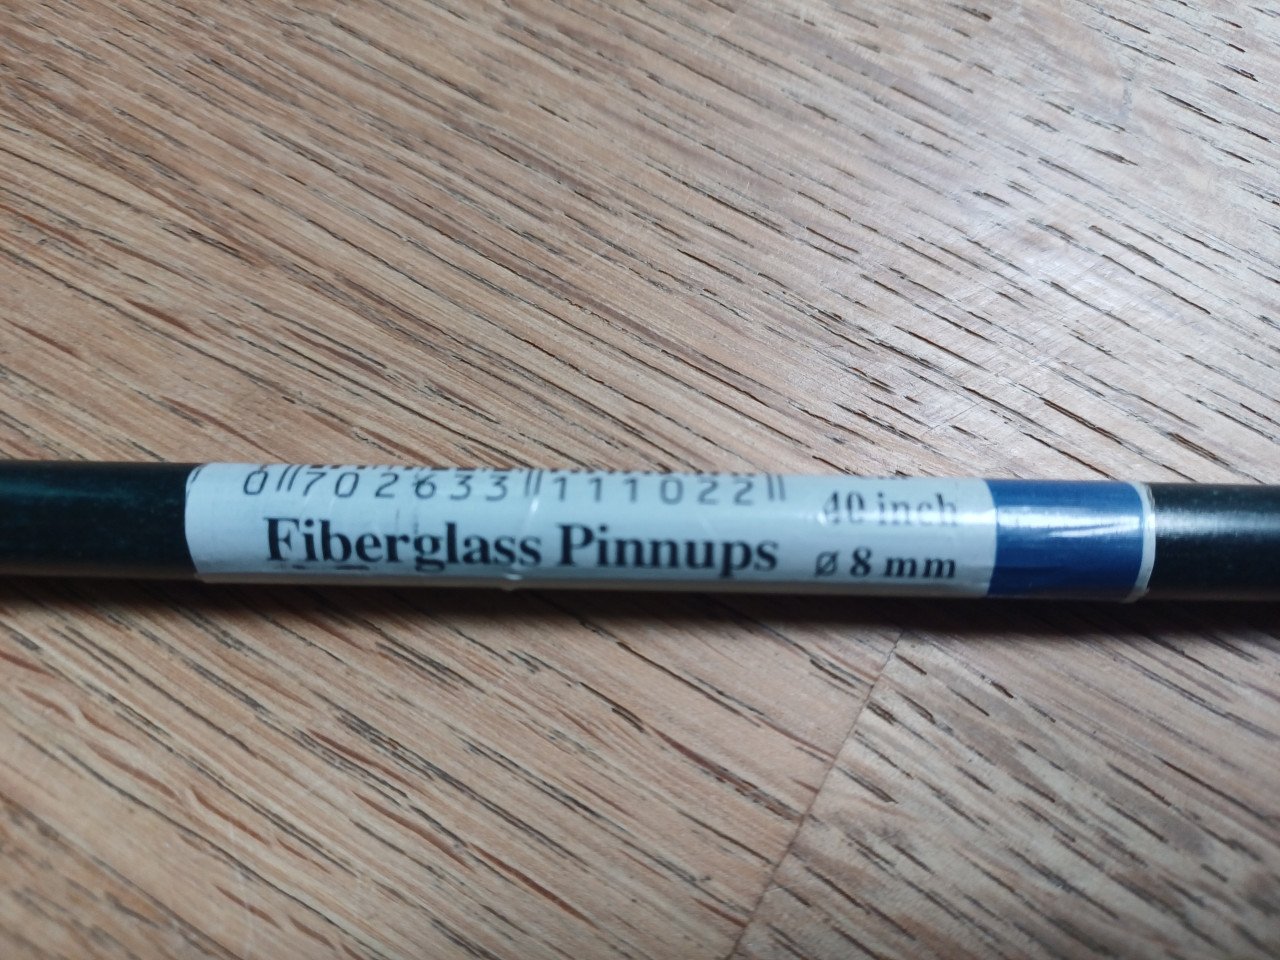 0 702633 111022
40 inch
Fiberglass Pinnups
ø 8 mm